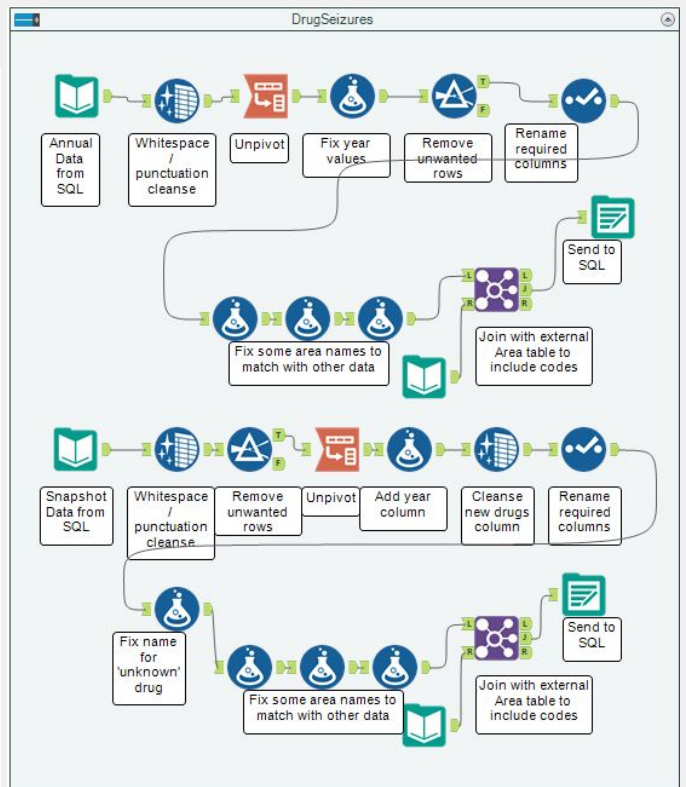 DrugSeizures
Annual
Data
from
SQL
Whitespace
/
punctuation
cleanse
Unpivot
Fix year
values
T
F
Remove
unwanted
rows
Rename
required
columns
Fix some area names to
match with other data
L
R
L
J
R
Join with external
Area table to
include codes
Send to
SQL
Snapshot
Data from
SQL
Whitespace
/
punctuation
cleanse
T
F
Remove
unwanted
rows
Unpivot
Add year
column
Cleanse
new drugs
column
Rename
required
columns
Fix name
for
'unknown'
drug
Fix some area names to
match with other data
L
R
L
J
R
Join with external
Area table to
include codes
Send to
SQL